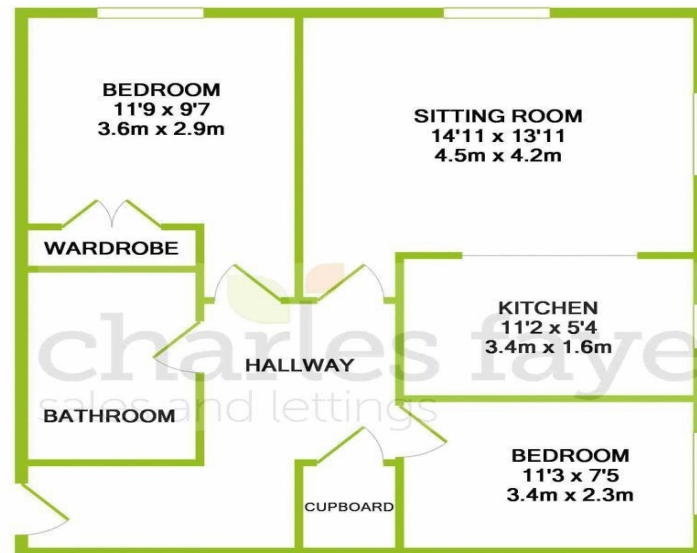 BEDROOM
11'9 x 9'7
3.6m x 2.9m
SITTING ROOM
14'11 x 13'11
4.5m x 4.2m
WARDROBE
KITCHEN
11'2 x 5'4
3.4m x 1.6m
charles faye
sales and lettings
HALLWAY
BATHROOM
BEDROOM
11'3 x 7'5
3.4m x 2.3m
CUPBOARD